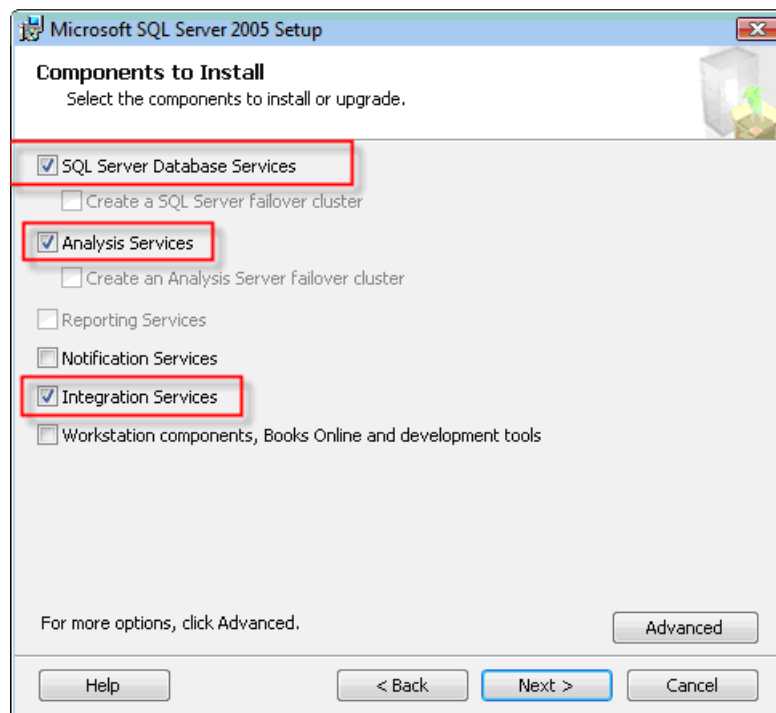 Microsoft SQL Server 2005 Setup
Components to Install
Select the components to install or upgrade.
SQL Server Database Services
Create a SQL Server failover cluster
Analysis Services
Create an Analysis Server failover cluster
Reporting Services
Notification Services
Integration Services
Workstation components, Books Online and development tools
For more options, click Advanced.
Advanced
Help
< Back
Next >
Cancel